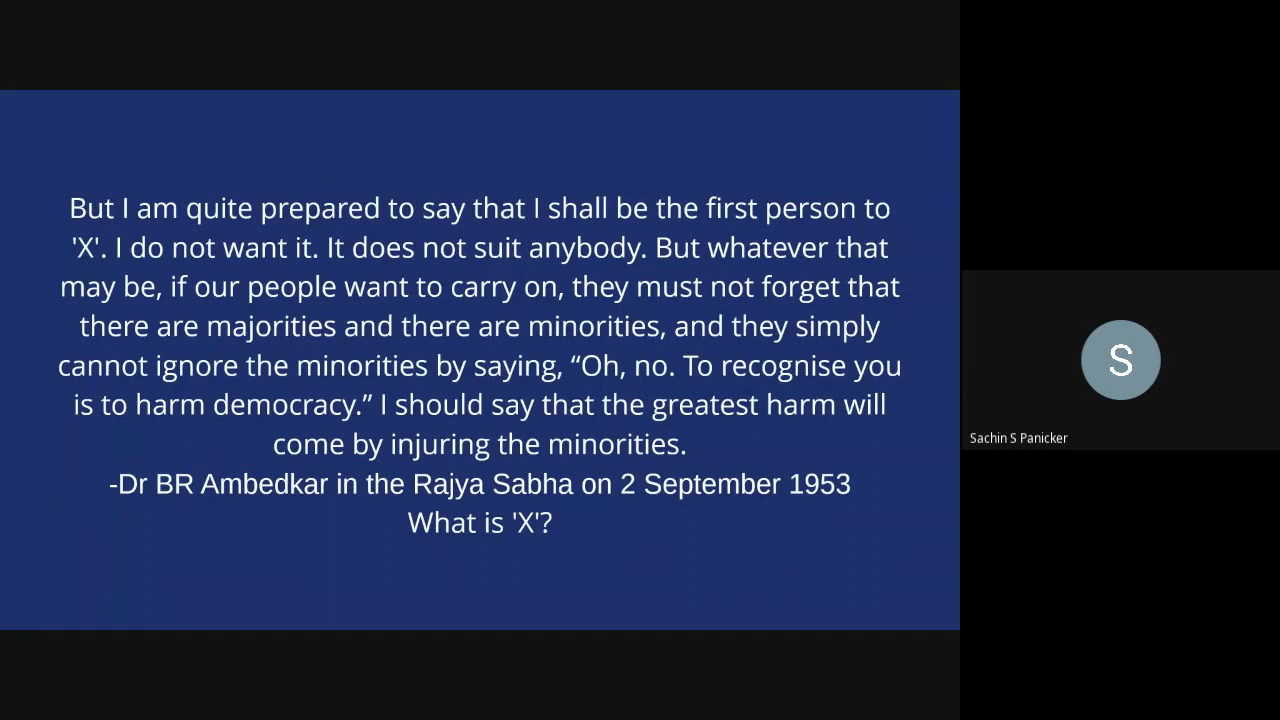 But I am quite prepared to say that I shall be the first person to
'X'. I do not want it. It does not suit anybody. But whatever that
may be, if our people want to carry on, they must not forget that
there are majorities and there are minorities, and they simply
cannot ignore the minorities by saying, “Oh, no. To recognise you
is to harm democracy.” I should say that the greatest harm will
come by injuring the minorities.
-Dr BR Ambedkar in the Rajya Sabha on 2 September 1953
What is 'X'?
S
Sachin S Panicker